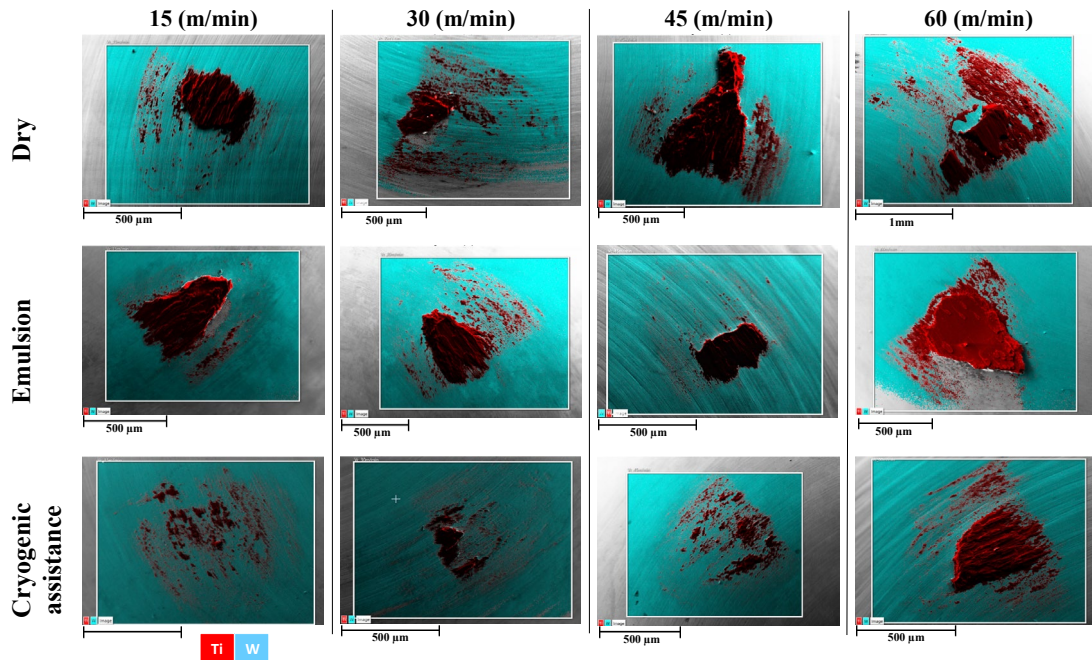 15 (m/min) 30 (m/min) 45 (m/min) 60 (m/min)
Dry
500 µm 500 µm 500 µm 1mm
Emulsion
500 µm 500 µm 500 µm 500 µm
Cryogenic
assistance
500 µm 500 µm 500 µm
Ti W